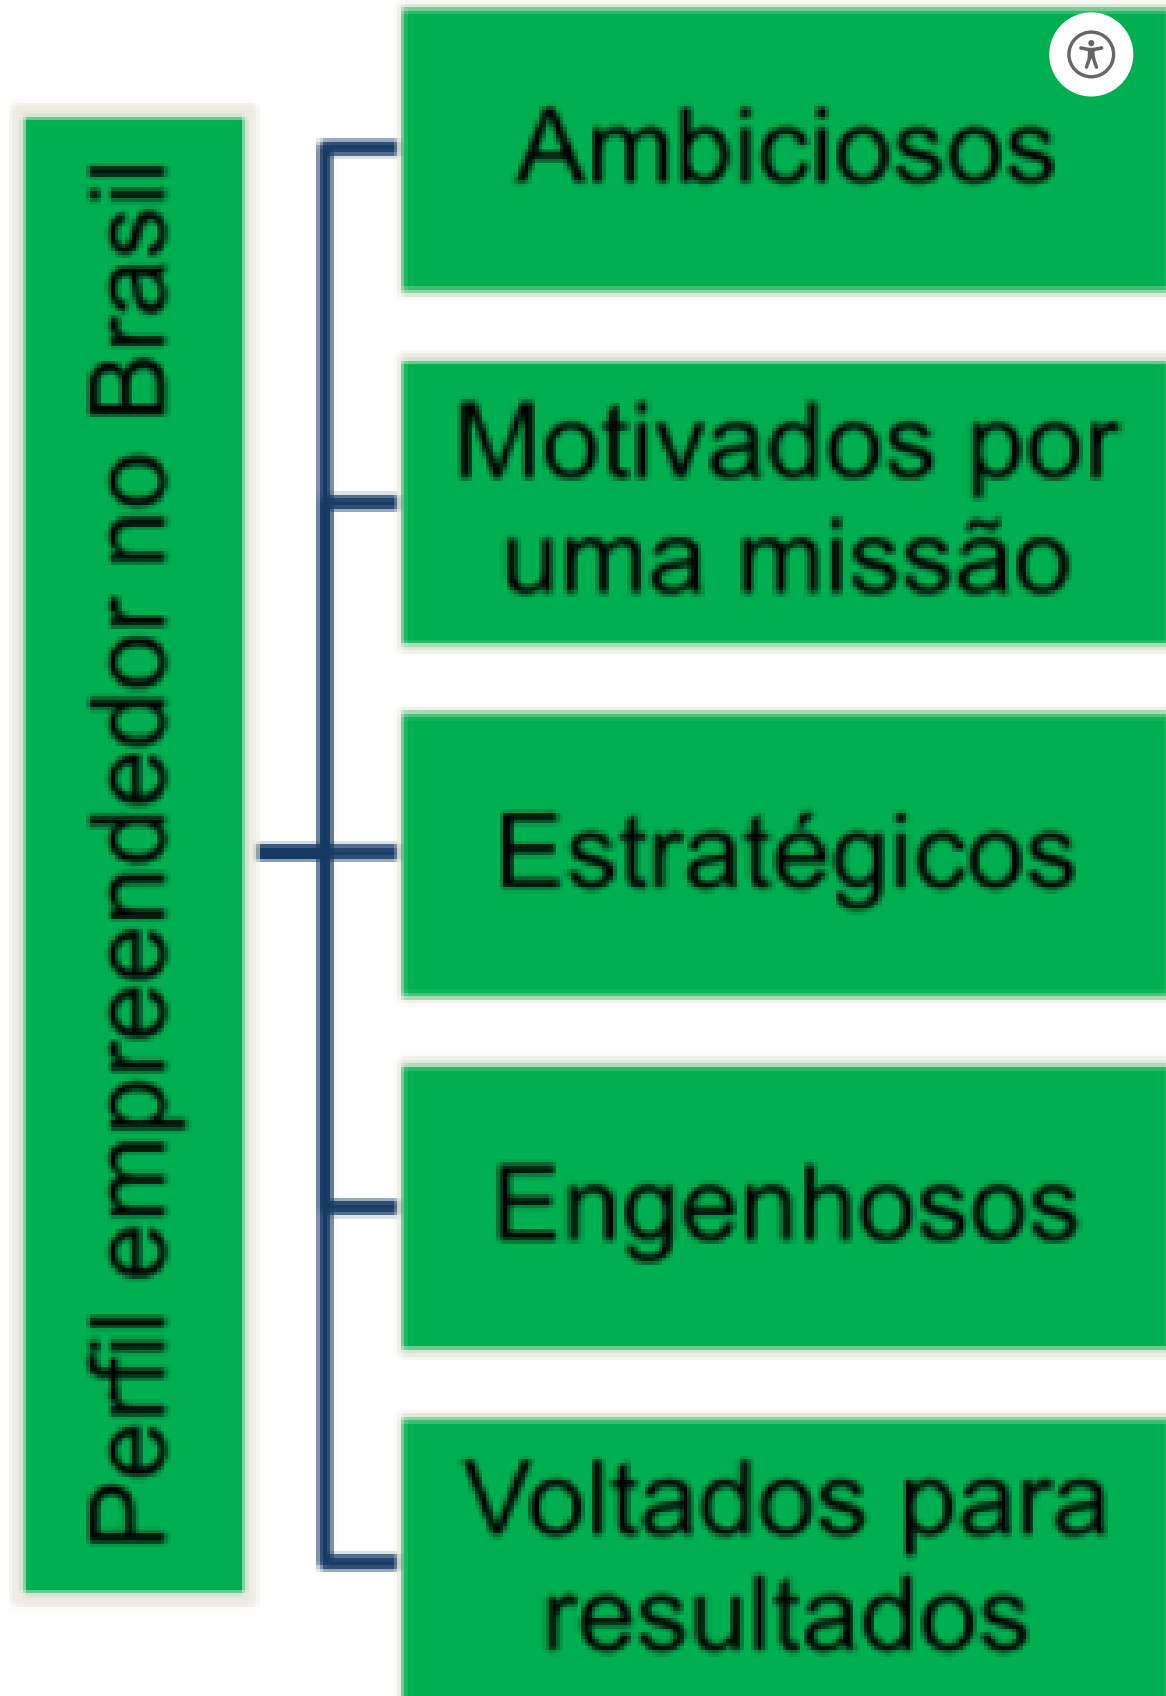 Perfil empreendedor no Brasil
Ambiciosos
Motivados por
uma missão
Estratégicos
Engenhosos
Voltados para
resultados